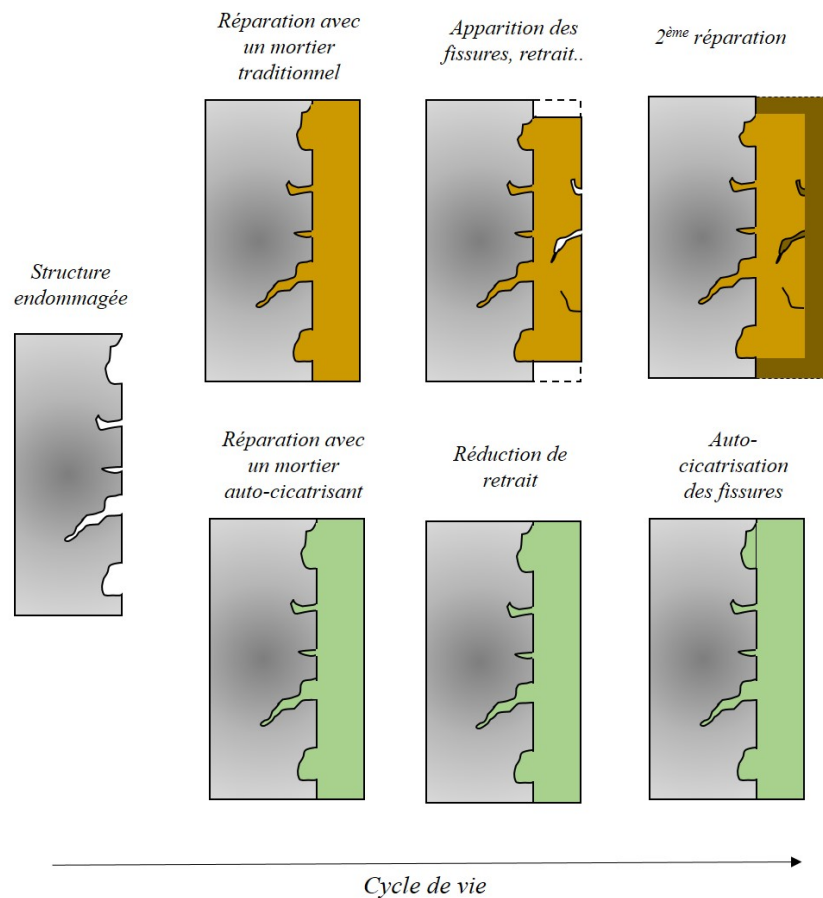 Réparation avec
un mortier
traditionnel
Apparition des
fissures, retrait..
2ème réparation
Structure
endommagée
Réparation avec
un mortier
auto-cicatrisant
Réduction de
retrait
Auto-
cicatrisation
des fissures
Cycle de vie